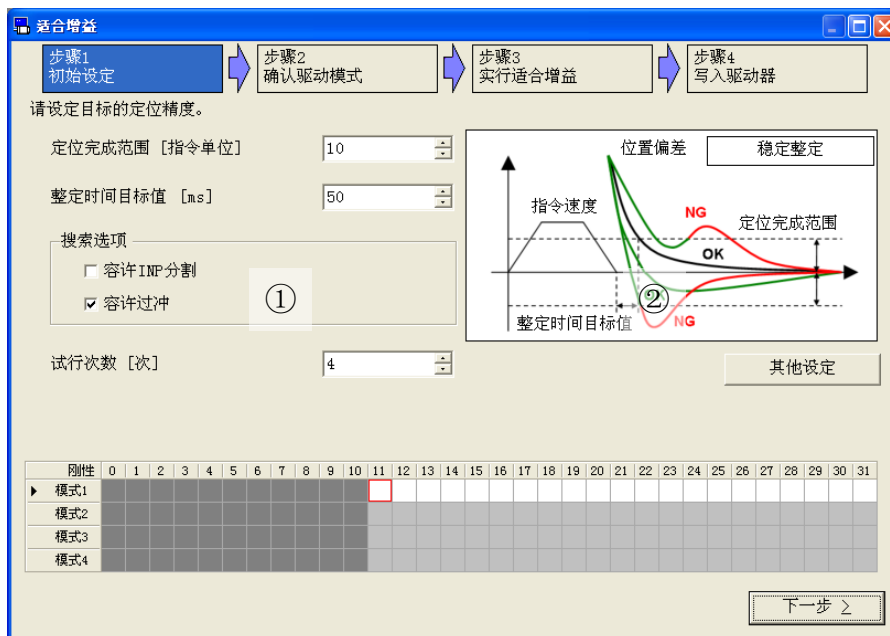 适合增益
步骤1
初始设定
步骤2
确认驱动模式
步骤3
实行适合增益
步骤4
写入驱动器
请设定目标的定位精度。
定位完成范围 [指令单位]
10
整定时间目标值 [ms]
50
搜索选项
容许INP分割
容许过冲
①
试行次数 [次]
4
位置偏差
稳定整定
指令速度
NG
定位完成范围
OK
②
整定时间目标值
NG
其他设定
刚性 0 1 2 3 4 5 6 7 8 9 10 11 12 13 14 15 16 17 18 19 20 21 22 23 24 25 26 27 28 29 30 31
模式1
模式2
模式3
模式4
下一步 >